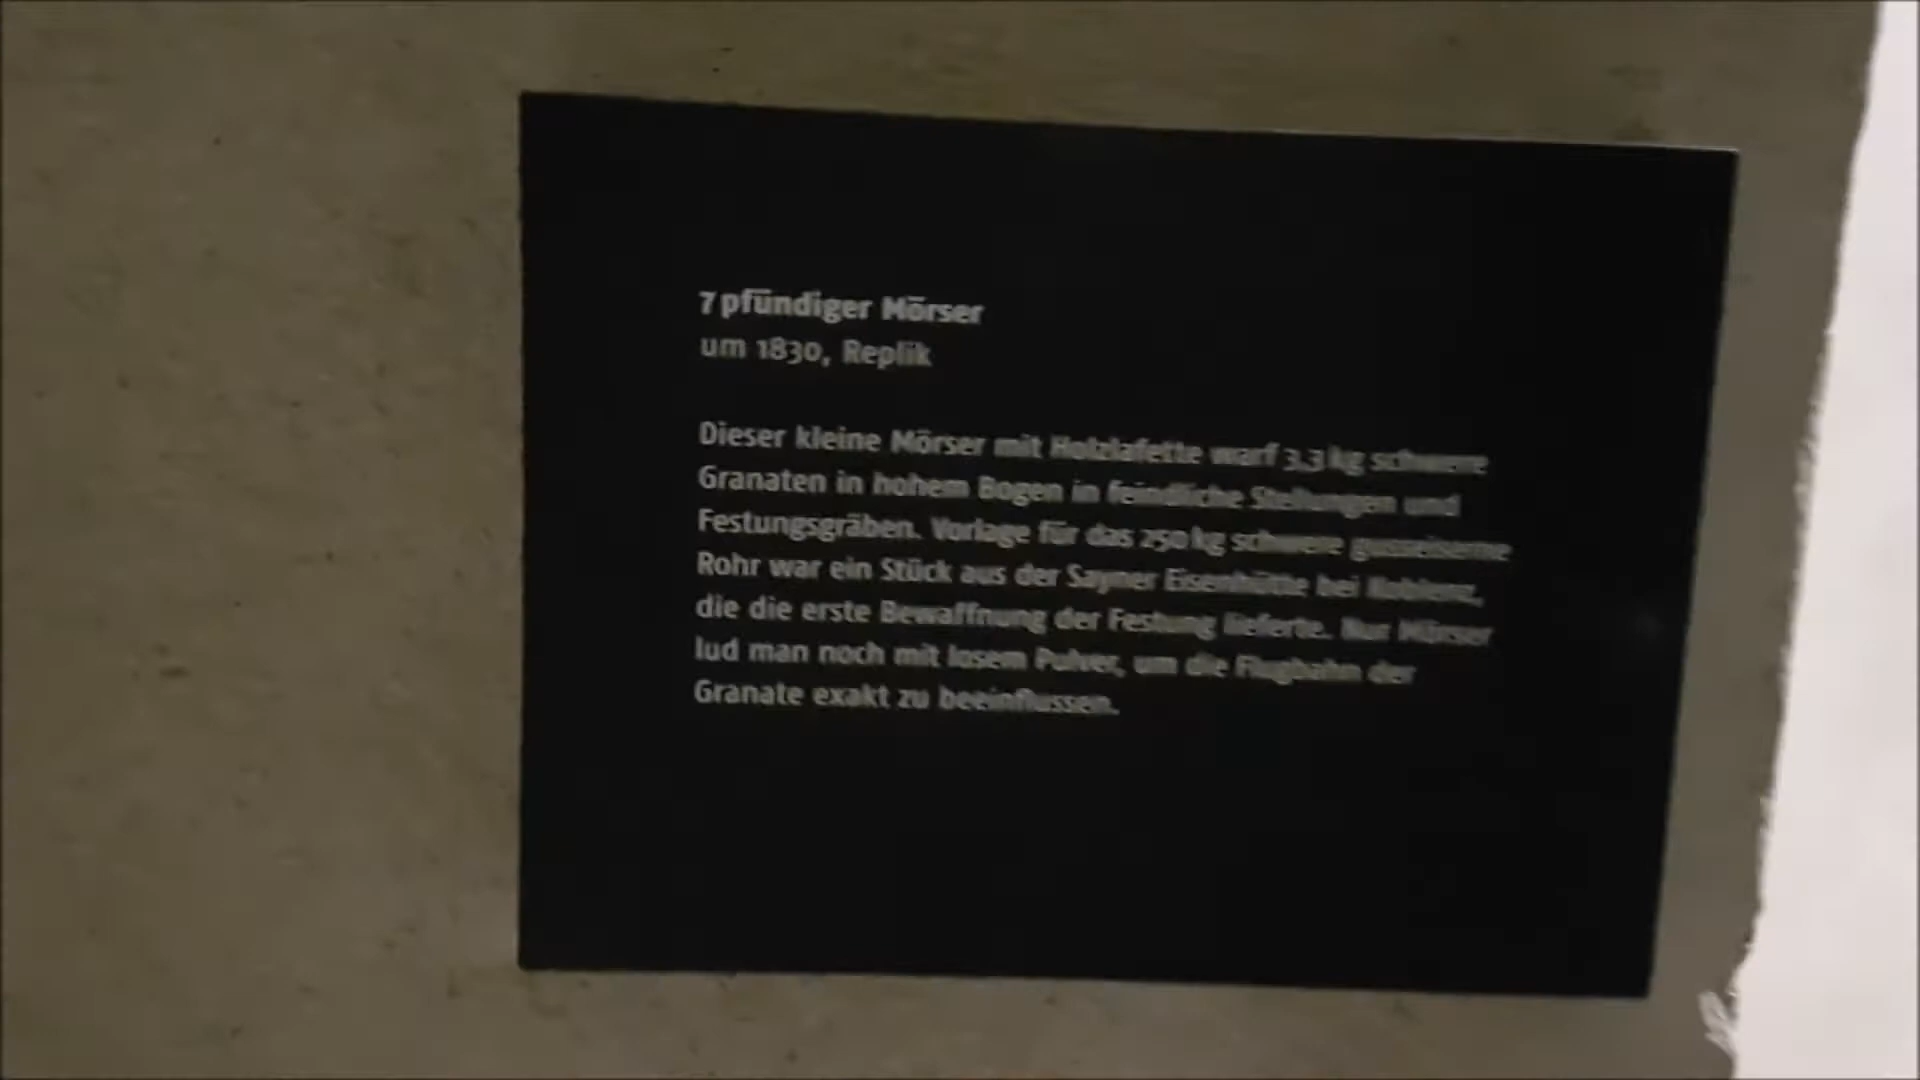 7 pfündiger Mörser
um 1830, Replik
Dieser kleine Mörser mit Holzlafette warf 3,3 kg schwere
Granaten in hohem Bogen in feindliche Stellungen und
Festungsgräben. Vorlage für das 250 kg schwere gusseiserne
Rohr war ein Stück aus der Sayner Eisenhütte bei Koblenz,
die die erste Bewaffnung der Festung lieferte. Nur Mörser
lud man noch mit losem Pulver, um die Flugbahn der
Granate exakt zu beeinflussen.